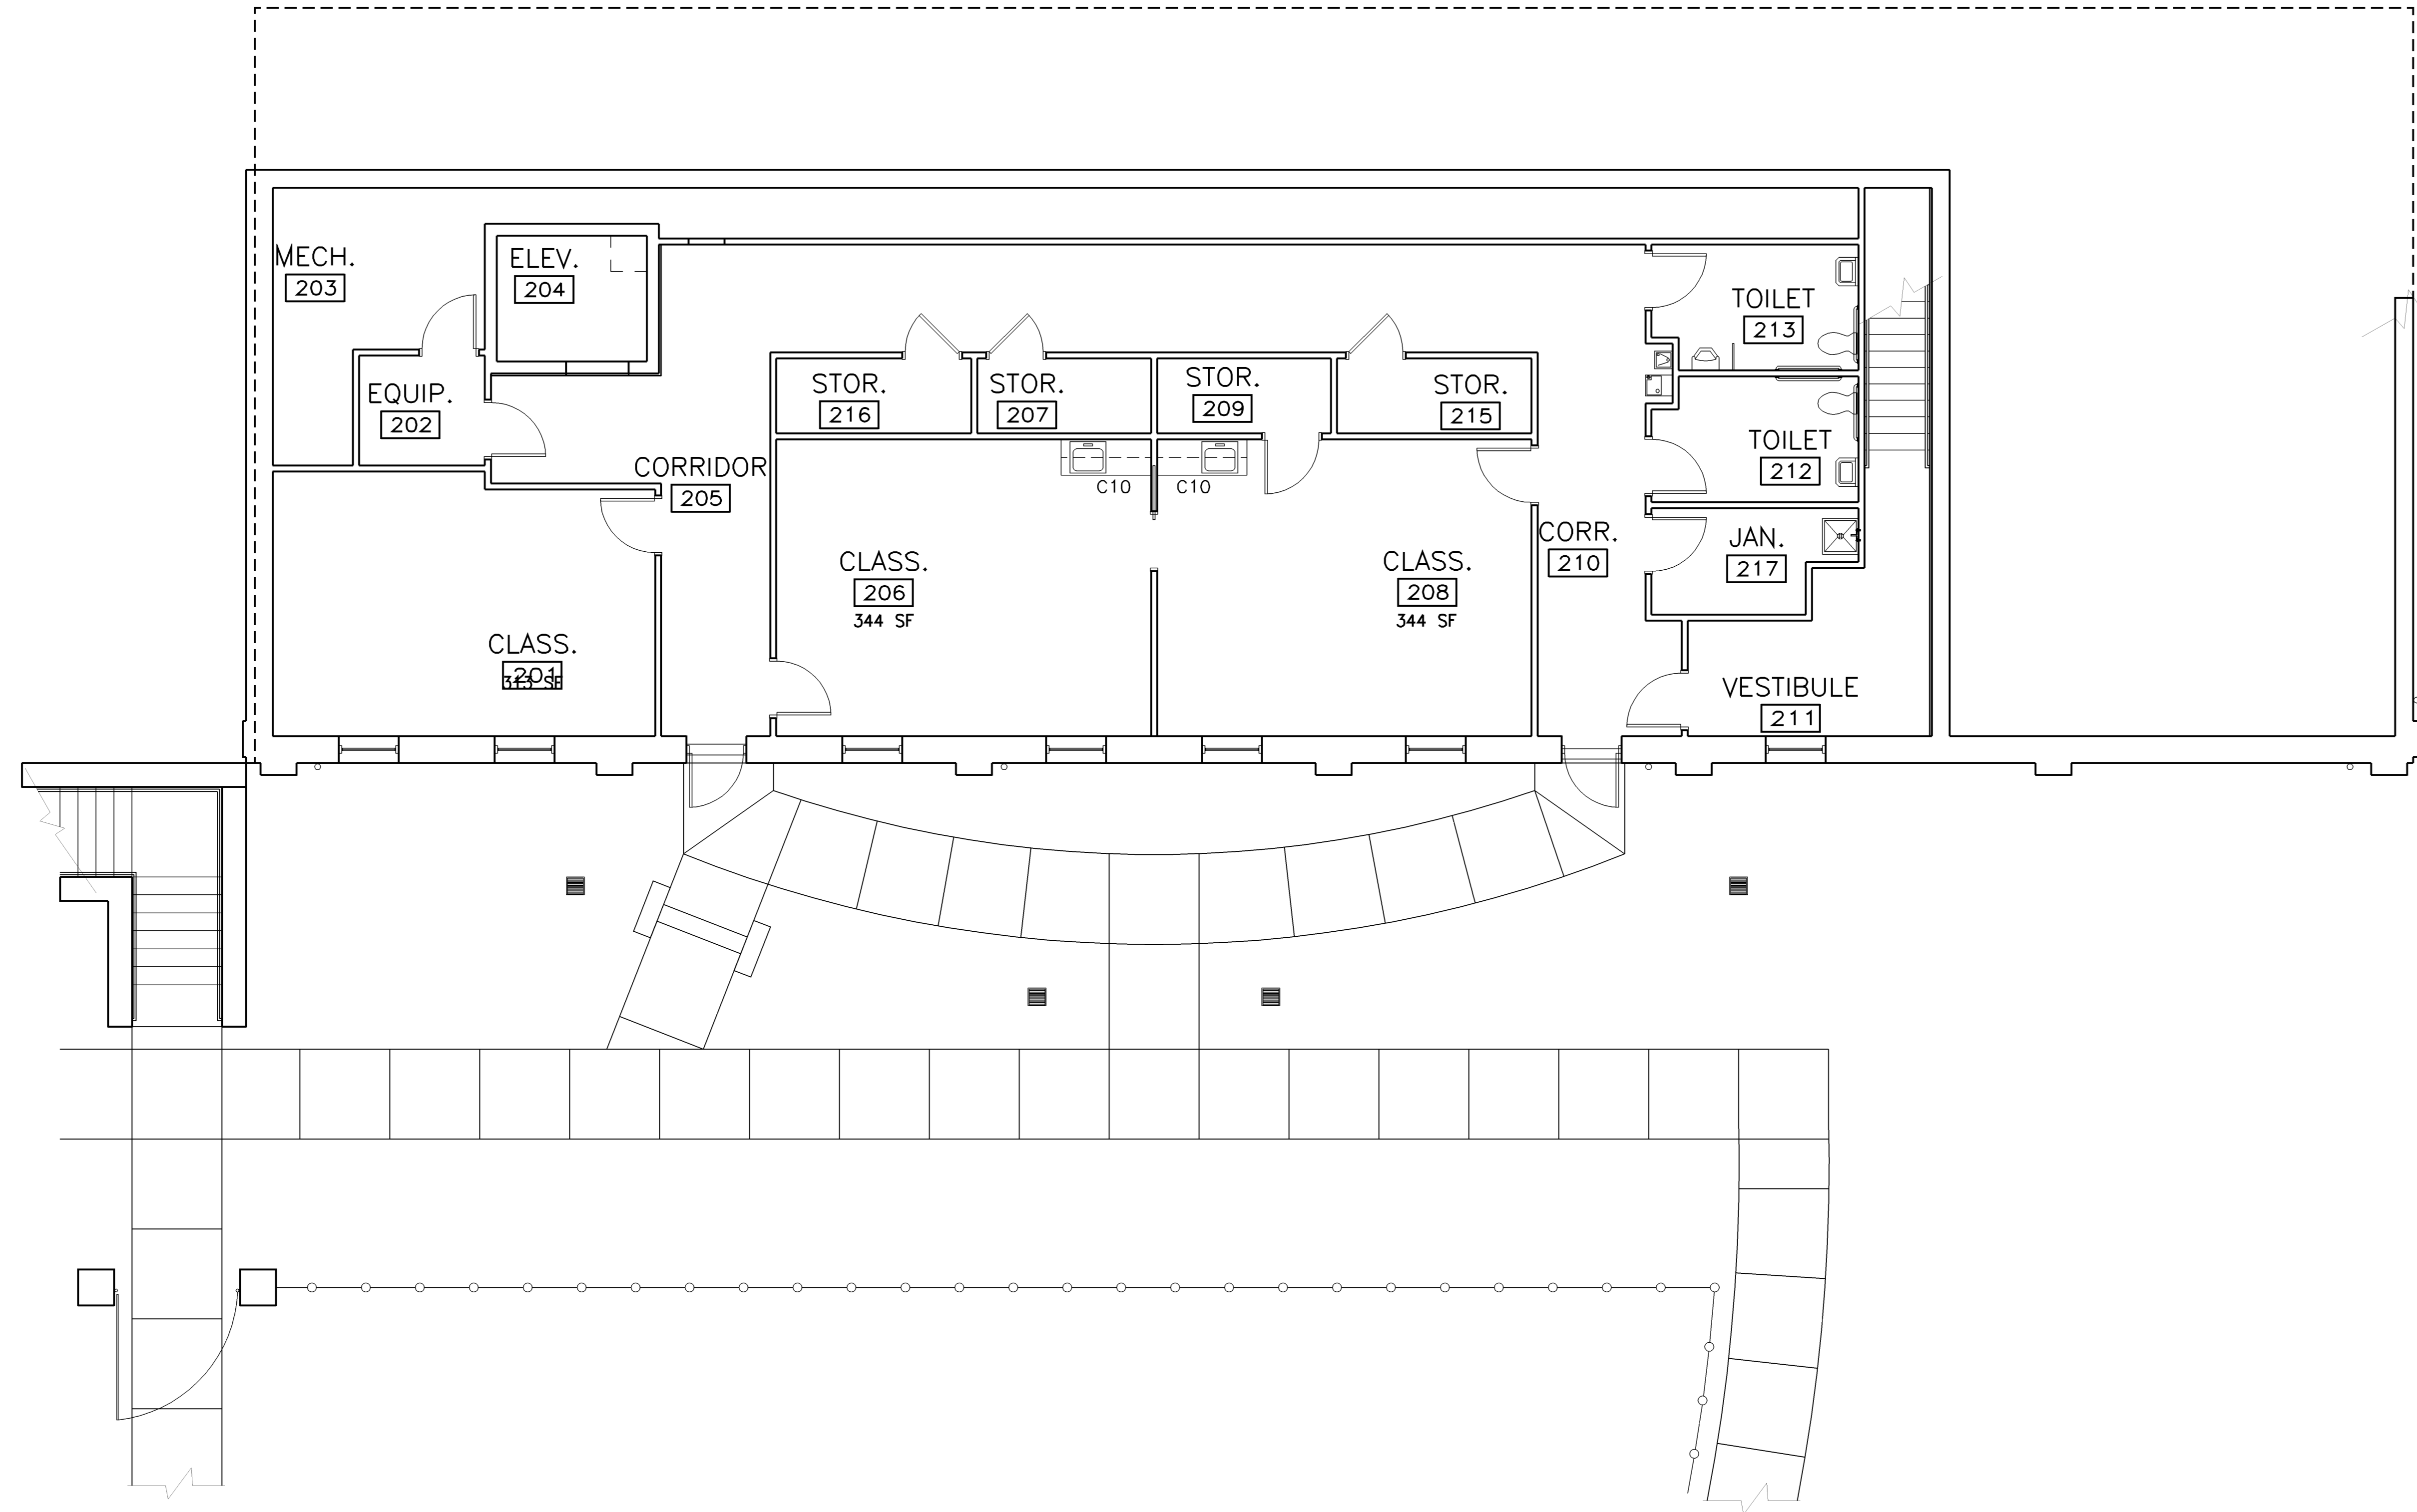 MECH.
203
ELEV.
204
TOILET
213
EQUIP.
202
STOR.
216
STOR.
207
STOR.
209
STOR.
215
TOILET
212
CORRIDOR
205
C10
C10
CLASS.
206
344 SF
CLASS.
208
344 SF
CORR.
210
JAN.
217
CLASS.
201
313 SF
VESTIBULE
211